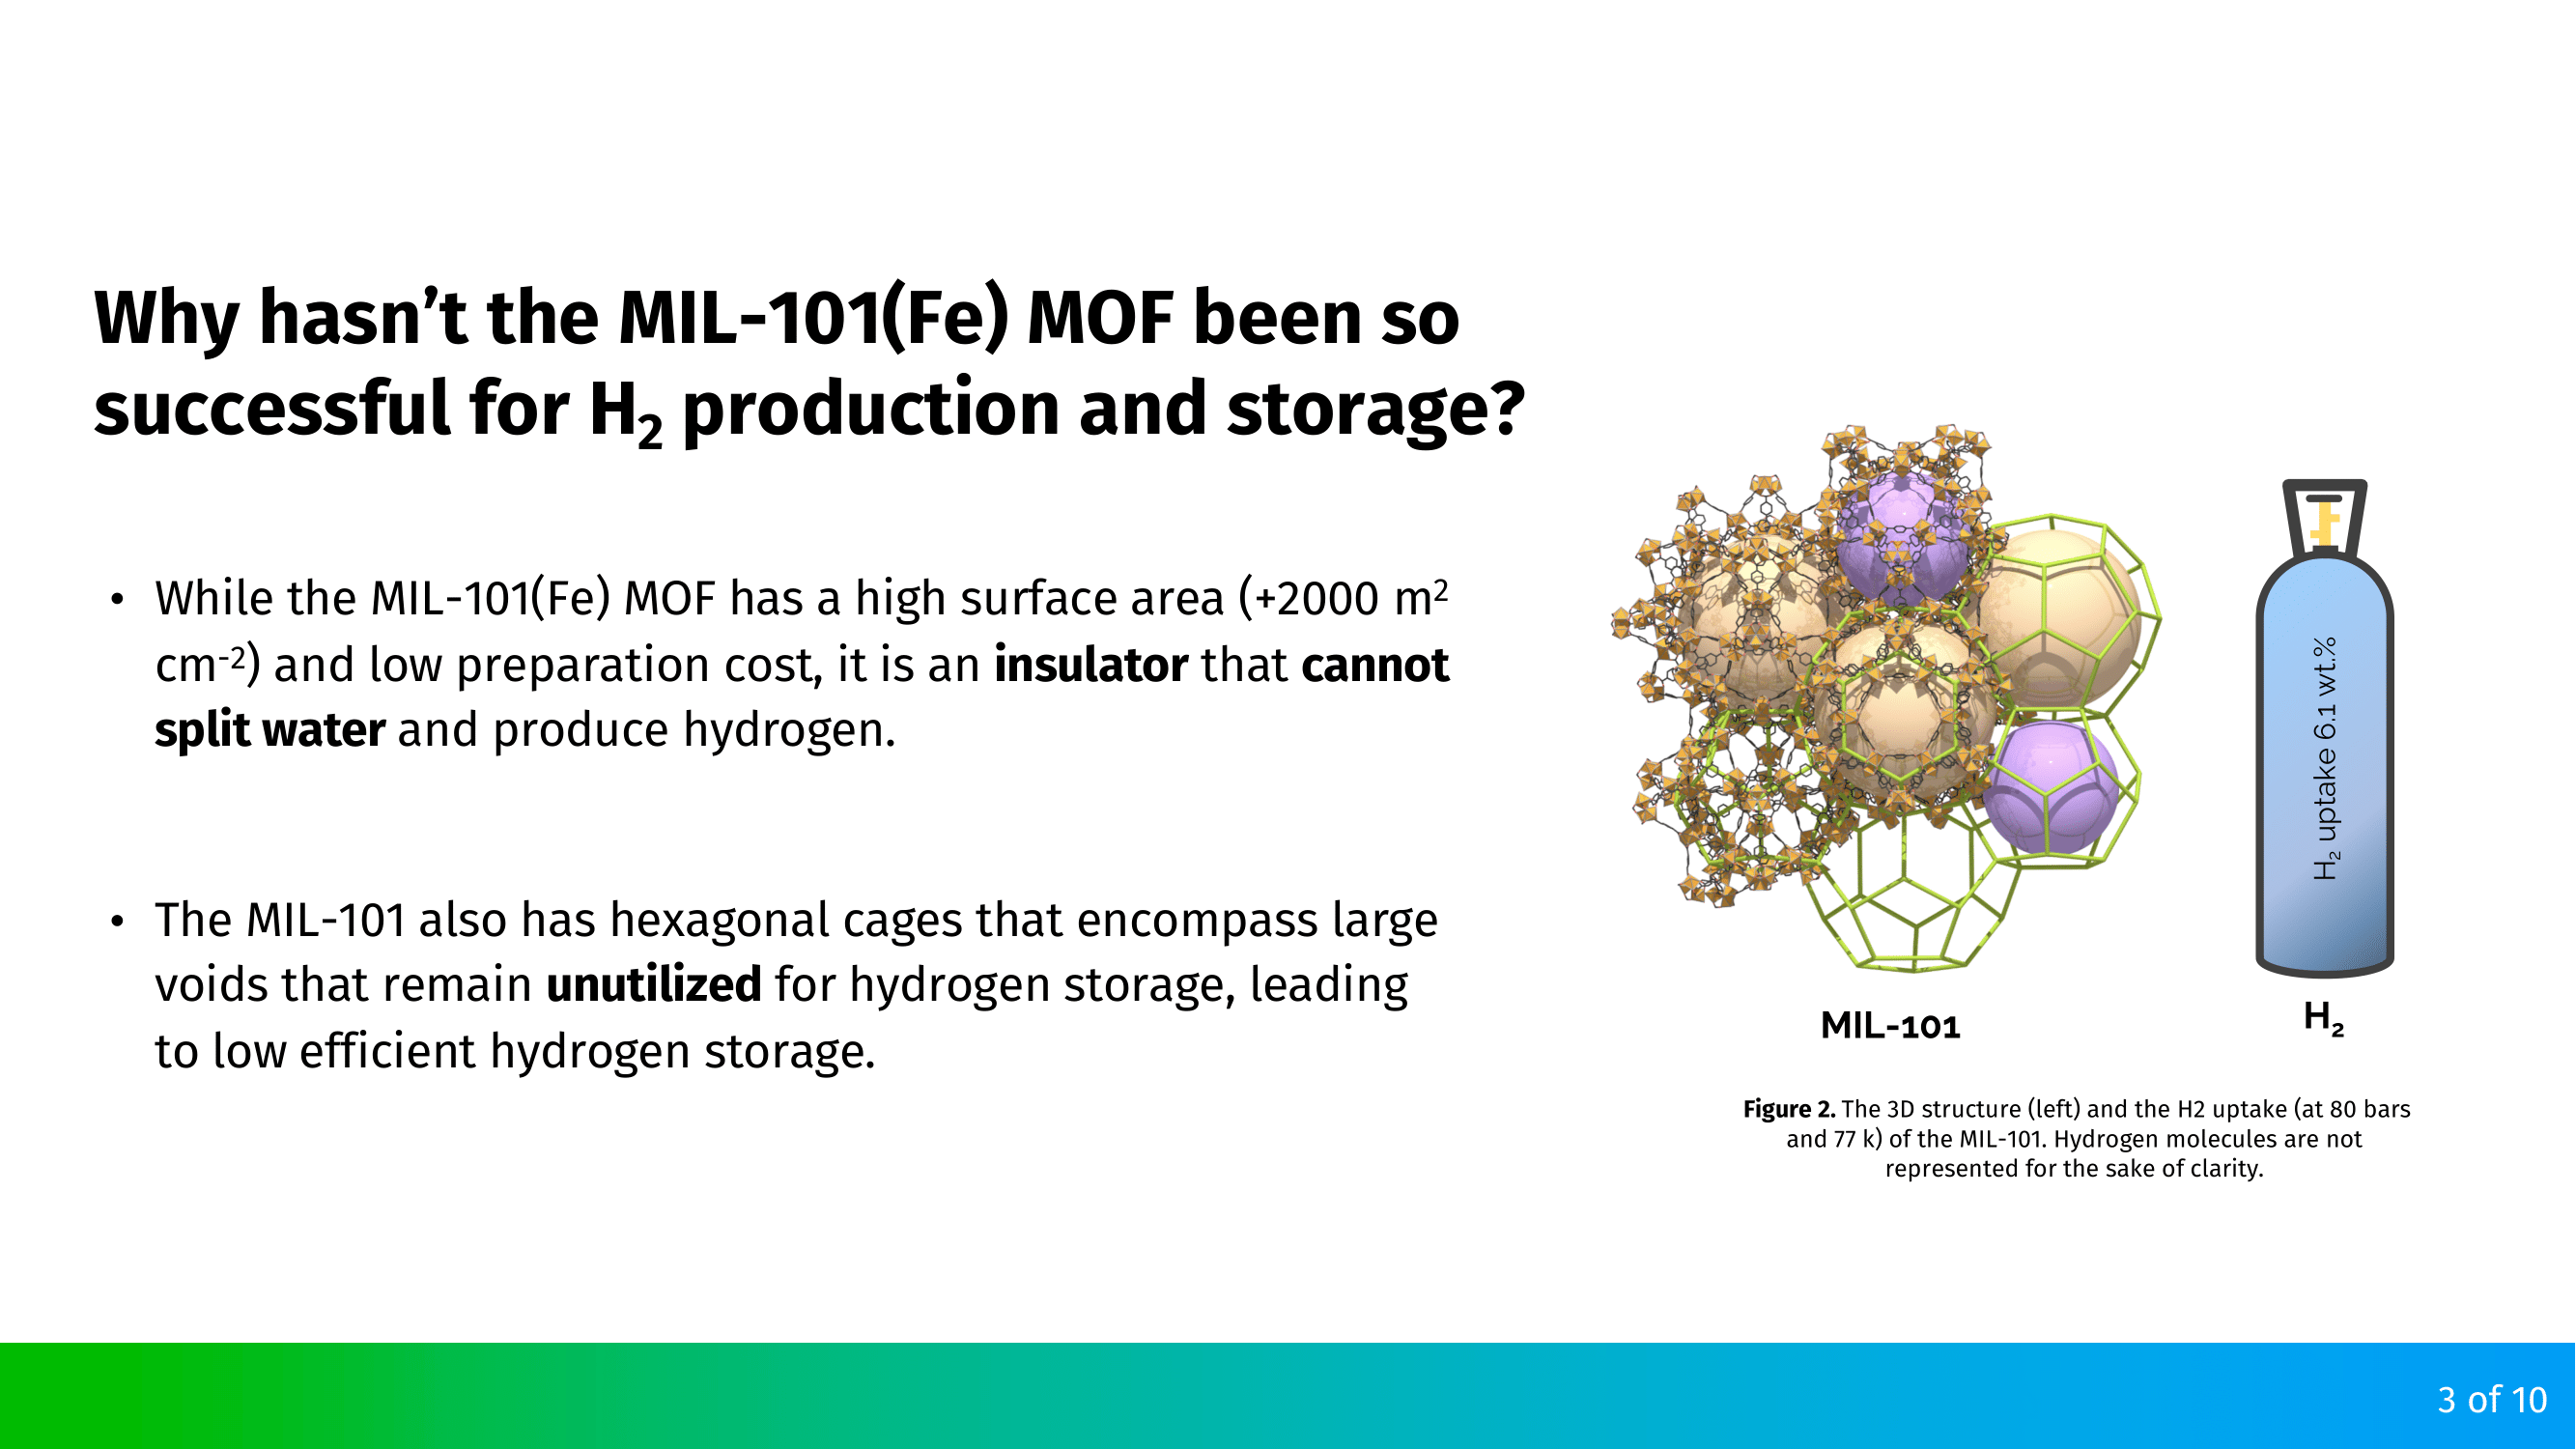 Why hasn’t the MIL-101(Fe) MOF been so
successful for H₂ production and storage?
• While the MIL-101(Fe) MOF has a high surface area (+2000 m²
cm⁻²) and low preparation cost, it is an insulator that cannot
split water and produce hydrogen.
• The MIL-101 also has hexagonal cages that encompass large
voids that remain unutilized for hydrogen storage, leading
to low efficient hydrogen storage.
H₂ uptake 6.1 wt.%
MIL-101
H₂
Figure 2. The 3D structure (left) and the H2 uptake (at 80 bars
and 77 k) of the MIL-101. Hydrogen molecules are not
represented for the sake of clarity.
3 of 10